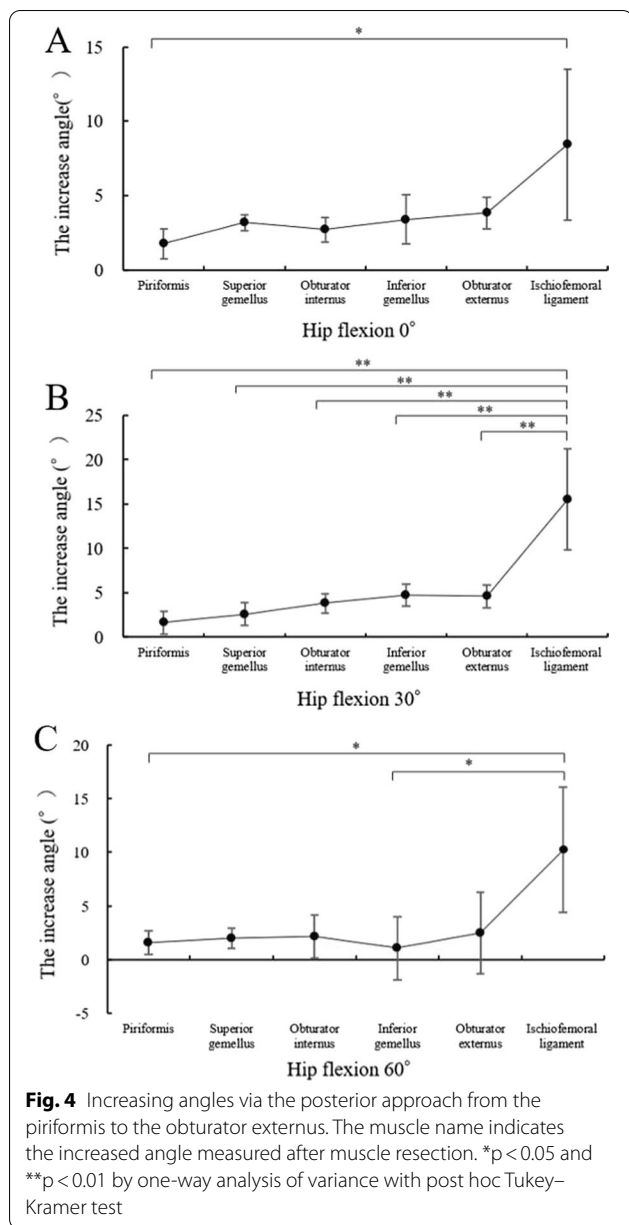 A
*
15
10
5
0
The increase angle(°)
Piriformis
Superior gemellus
Obturator internus
Inferior gemellus
Obturator externus
Ischiofemoral ligament
Hip flexion 0°
B
**
**
**
**
**
25
20
15
10
5
0
The increase angle (°)
Piriformis
Superior gemellus
Obturator internus
Inferior gemellus
Obturator externus
Ischiofemoral ligament
Hip flexion 30°
C
*
*
20
15
10
5
0
-5
The increase angle (°)
Piriformis
Superior gemellus
Obturator internus
Inferior gemellus
Obturator externus
Ischiofemoral ligament
Hip flexion 60°
Fig. 4 Increasing angles via the posterior approach from the
piriformis to the obturator externus. The muscle name indicates
the increased angle measured after muscle resection. *p < 0.05 and
**p < 0.01 by one-way analysis of variance with post hoc Tukey–
Kramer test